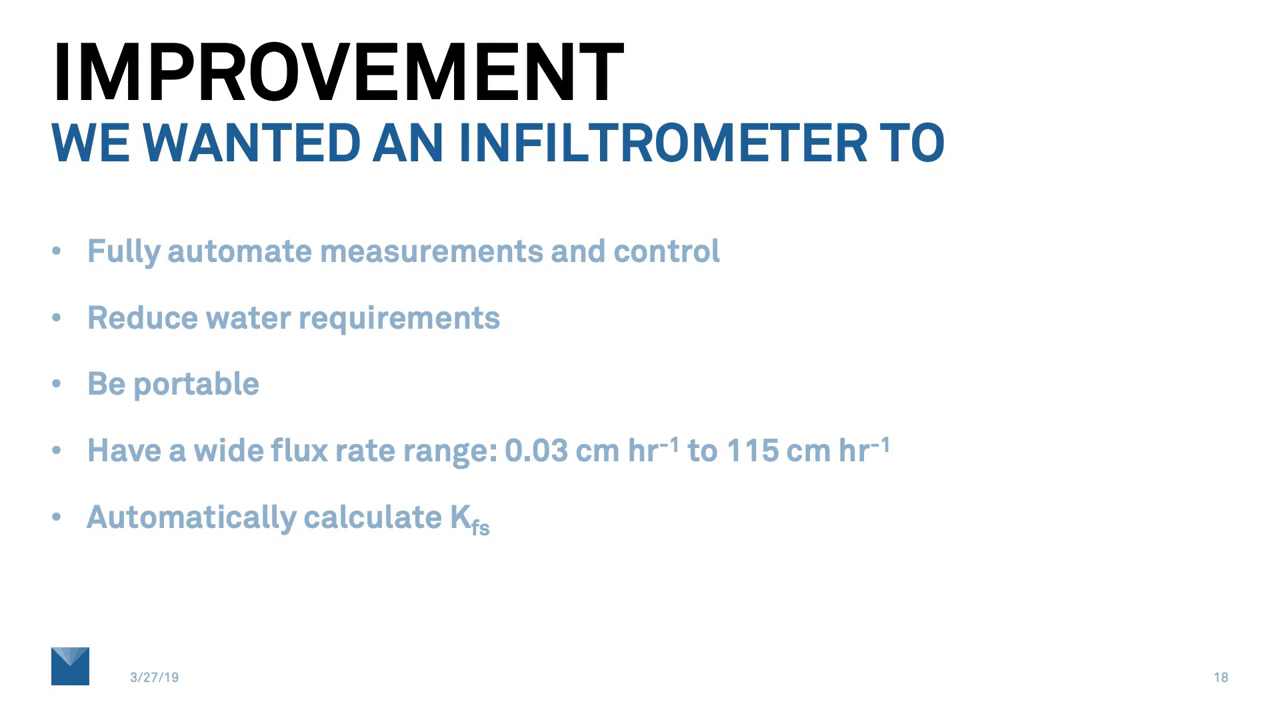 IMPROVEMENT
WE WANTED AN INFILTROMETER TO
• Fully automate measurements and control
• Reduce water requirements
• Be portable
• Have a wide flux rate range: 0.03 cm hr⁻¹ to 115 cm hr⁻¹
• Automatically calculate Kfs
3/27/19
18